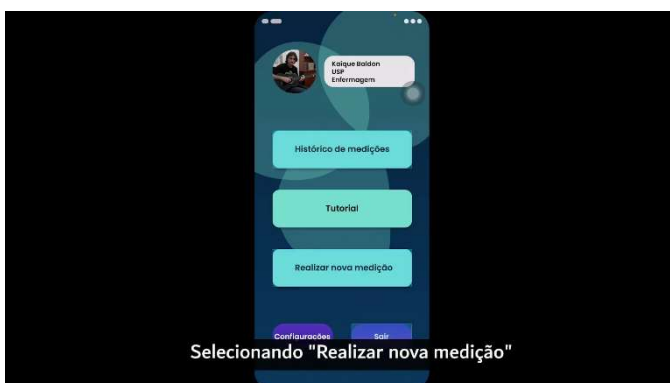 Kaique Baldon
USP
Enfermagem
Histórico de medições
Tutorial
Realizar nova medição
Configurações
Sair
Selecionando "Realizar nova medição"